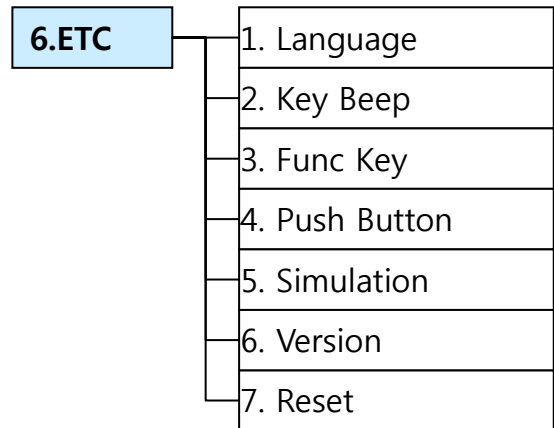 6.ETC
1. Language
2. Key Beep
3. Func Key
4. Push Button
5. Simulation
6. Version
7. Reset